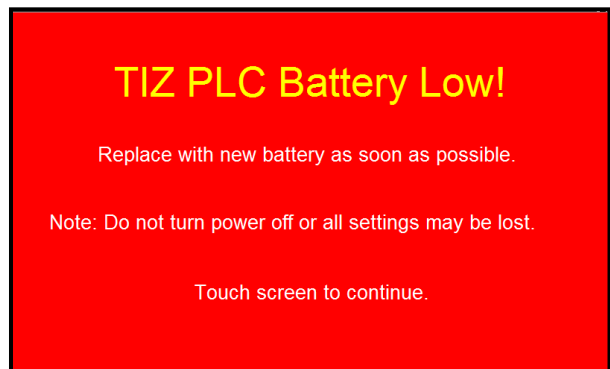 TIZ PLC Battery Low!
Replace with new battery as soon as possible.
Note: Do not turn power off or all settings may be lost.
Touch screen to continue.